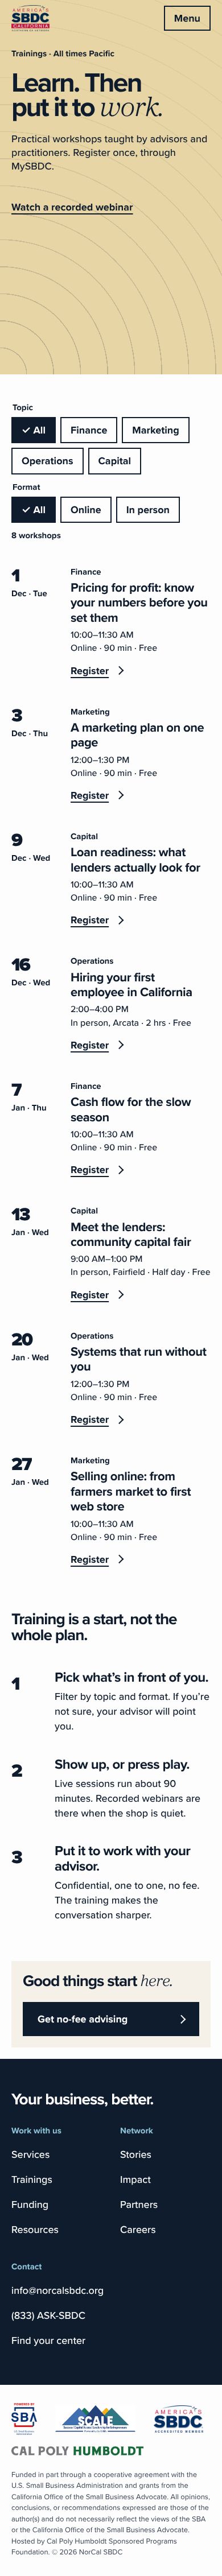 AMERICA'S
SBDC
CALIFORNIA
Menu
Trainings · All times Pacific
Learn. Then
put it to work.
Practical workshops taught by advisors and
practitioners. Register once, through
MySBDC.
Watch a recorded webinar
Topic
All
Finance
Marketing
Operations
Capital
Format
All
Online
In person
8 workshops
1
Dec · Tue
Finance
Pricing for profit: know
your numbers before you
set them
10:00–11:30 AM
Online · 90 min · Free
Register
3
Dec · Thu
Marketing
A marketing plan on one
page
12:00–1:30 PM
Online · 90 min · Free
Register
9
Dec · Wed
Capital
Loan readiness: what
lenders actually look for
10:00–11:30 AM
Online · 90 min · Free
Register
16
Dec · Wed
Operations
Hiring your first
employee in California
2:00–4:00 PM
In person, Arcata · 2 hrs · Free
Register
7
Jan · Thu
Finance
Cash flow for the slow
season
10:00–11:30 AM
Online · 90 min · Free
Register
13
Jan · Wed
Capital
Meet the lenders:
community capital fair
9:00 AM–1:00 PM
In person, Fairfield · Half day · Free
Register
20
Jan · Wed
Operations
Systems that run without
you
12:00–1:30 PM
Online · 90 min · Free
Register
27
Jan · Wed
Marketing
Selling online: from
farmers market to first
web store
10:00–11:30 AM
Online · 90 min · Free
Register
Training is a start, not the
whole plan.
1
Pick what's in front of you.
Filter by topic and format. If you're
not sure, your advisor will point
you.
2
Show up, or press play.
Live sessions run about 90
minutes. Recorded webinars are
there when the shop is quiet.
3
Put it to work with your
advisor.
Confidential, one to one, no fee.
The training makes the
conversation sharper.
Good things start here.
Get no-fee advising
Your business, better.
Work with us
Services
Trainings
Funding
Resources
Network
Stories
Impact
Partners
Careers
Contact
info@norcalsbdc.org
(833) ASK-SBDC
Find your center
POWERED BY
SBA
SCALE
AMERICA'S
SBDC
ACCREDITED MEMBER
CAL POLY HUMBOLDT
Funded in part through a cooperative agreement with the
U.S. Small Business Administration and grants from the
California Office of the Small Business Advocate. All opinions,
conclusions, or recommendations expressed are those of the
author(s) and do not necessarily reflect the views of the SBA
or the California Office of the Small Business Advocate.
Hosted by Cal Poly Humboldt Sponsored Programs
Foundation. © 2026 NorCal SBDC